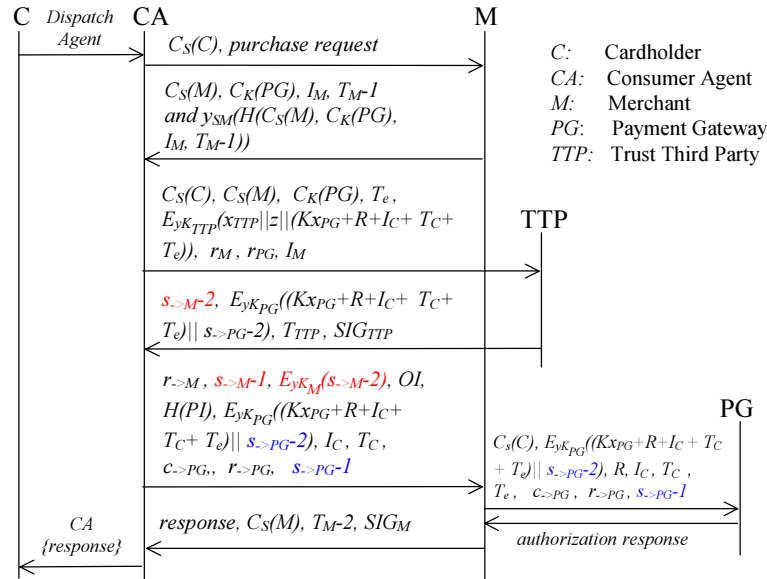 C
CA
M
Dispatch
Agent
C_S(C), purchase request
C: Cardholder
CA: Consumer Agent
M: Merchant
PG: Payment Gateway
TTP: Trust Third Party
C_S(M), C_K(PG), I_M, T_M-1
and y_SM(H(C_S(M), C_K(PG),
I_M, T_M-1))
C_S(C), C_S(M), C_K(PG), T_e,
E_yK_TTP(x_TTP||z||(Kx_PG+R+I_C+ T_C+
T_e)), r_M, r_PG, I_M
TTP
s_->M-2, E_yK_PG((Kx_PG+R+I_C+ T_C+
T_e)|| s_->PG-2), T_TTP, SIG_TTP
r_->M, s_->M-1, E_yK_M(s_->M-2), OI,
H(PI), E_yK_PG((Kx_PG+R+I_C+
T_C+ T_e)|| s_->PG-2), I_C, T_C,
c_->PG,, r_->PG, s_->PG-1
PG
C_s(C), E_yK_PG((Kx_PG+R+I_C + T_C
+ T_e)|| s_->PG-2), R, I_C, T_C,
T_e, c_->PG, r_->PG, s_->PG-1
CA
{response}
response, C_S(M), T_M-2, SIG_M
authorization response